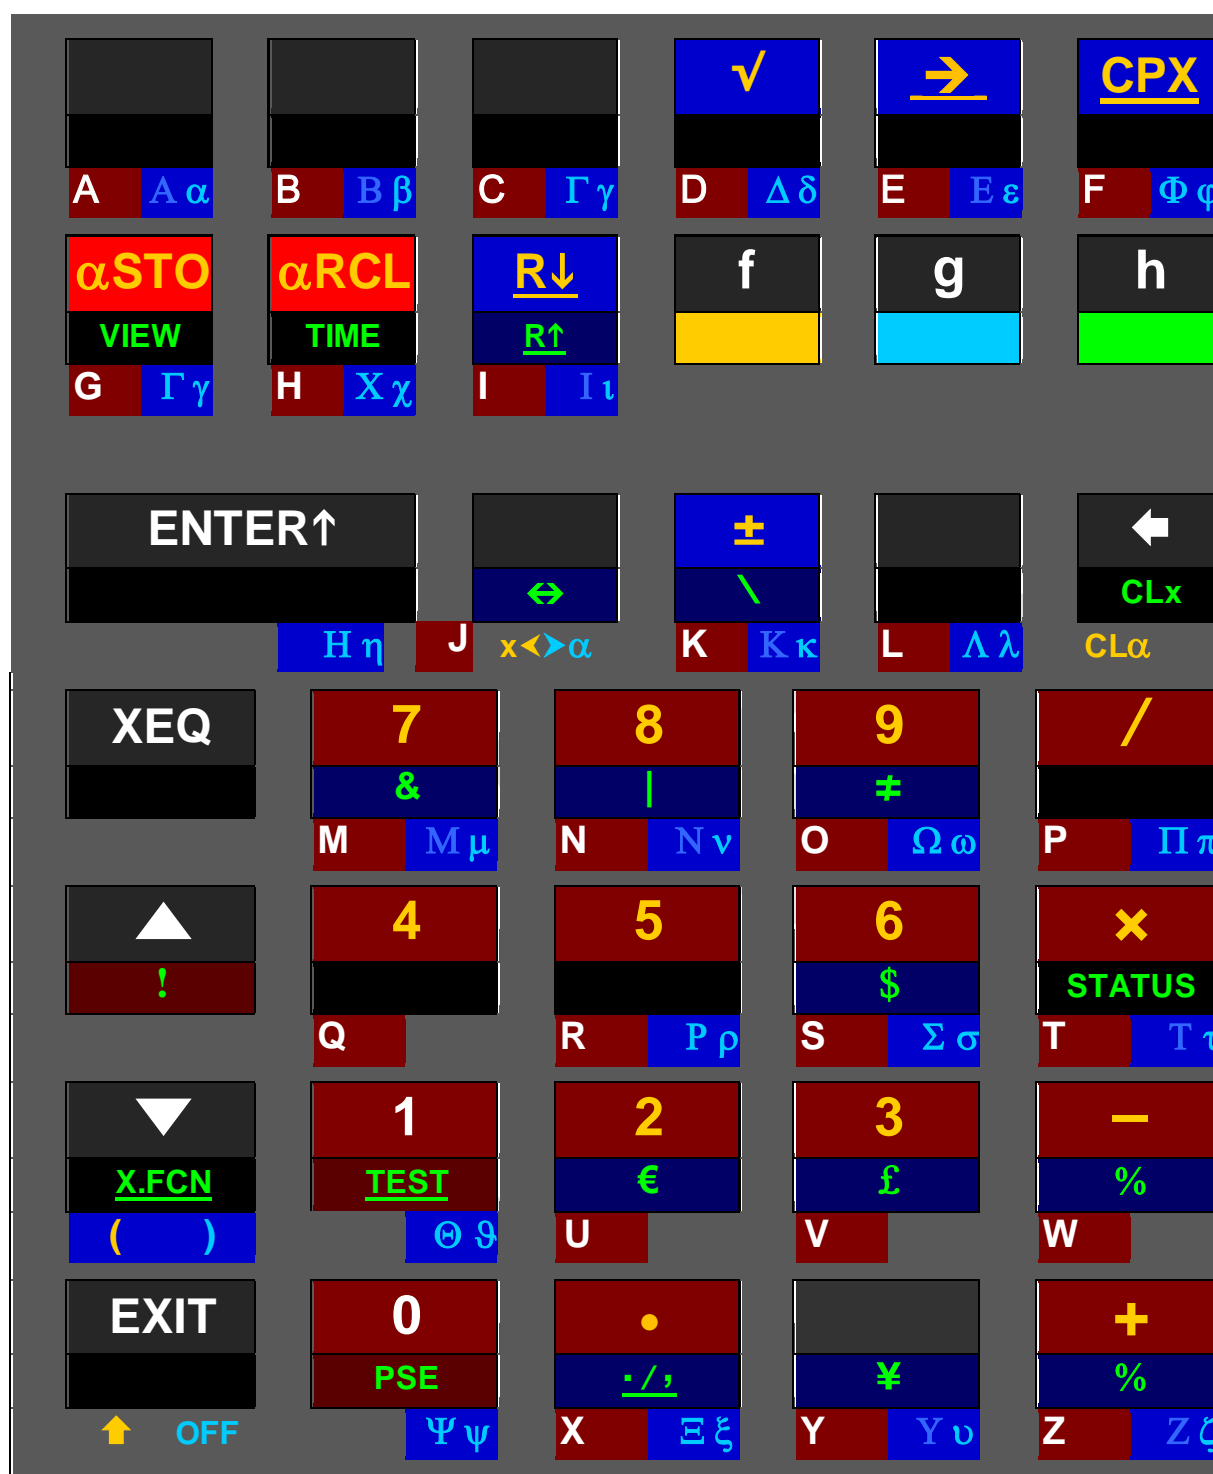 √ → CPX
A Α α B Β β C Γ γ D Δ δ E Ε ε F Φ φ
αSTO αRCL R↓ f g h
VIEW TIME R↑
G Γ γ H Χ χ I Ι ι
ENTER↑ ± 🡄
⇔ \ CLx
Η η J x<>α K Κ κ L Λ λ CLα
XEQ 7 8 9 /
& | ≠
M Μ μ N Ν ν O Ω ω P Π π
▲ 4 5 6 ×
! $ STATUS
Q R Ρ ρ S Σ σ T Τ τ
▼ 1 2 3 −
X.FCN TEST € £ %
( ) Θ ϑ U V W
EXIT 0 • +
PSE ./, ¥ %
🡅 OFF Ψ ψ X Ξ ξ Y Υ υ Z Ζ ζ